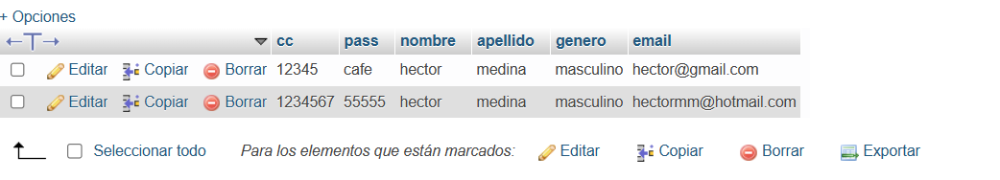 + Opciones
cc pass nombre apellido genero email
Editar Copiar Borrar 12345 cafe hector medina masculino hector@gmail.com
Editar Copiar Borrar 1234567 55555 hector medina masculino hectormm@hotmail.com
Seleccionar todo Para los elementos que están marcados: Editar Copiar Borrar Exportar